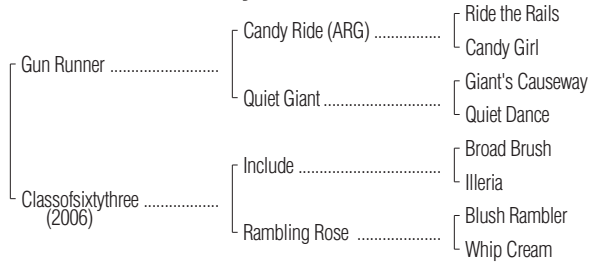 Ride the Rails
Candy Ride (ARG) ................
Candy Girl
Gun Runner ..........................
Giant's Causeway
Quiet Giant ............................
Quiet Dance
Broad Brush
Include ...................................
Illeria
Classofsixtythree ..................
(2006)
Blush Rambler
Rambling Rose ....................
Whip Cream